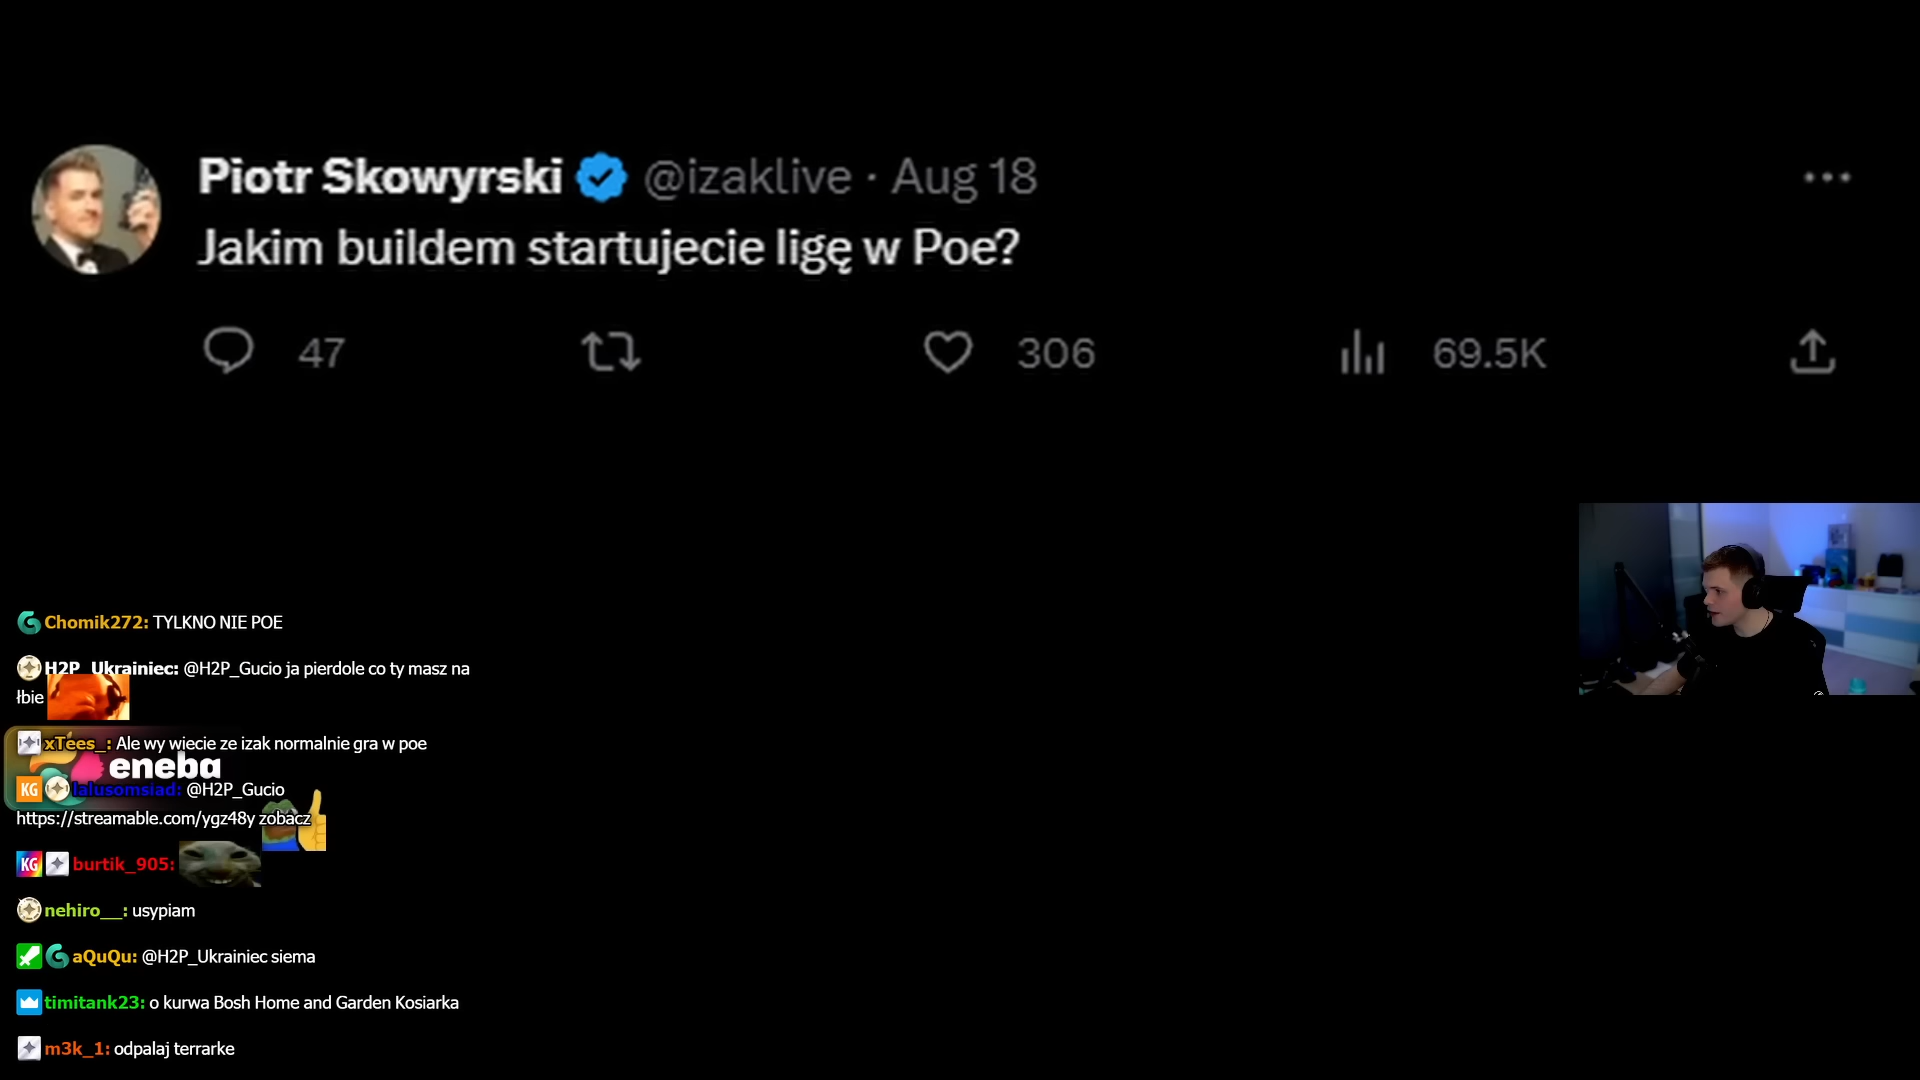 Piotr Skowyrski @izaklive · Aug 18
Jakim buildem startujecie ligę w Poe?
47 306 69.5K
Chomik272: TYLKNO NIE POE
H2P_Ukrainiec: @H2P_Gucio ja pierdole co ty masz na
łbie
xTees_: Ale wy wiecie ze izak normalnie gra w poe
eneba
KG lalusomsiad: @H2P_Gucio
https://streamable.com/ygz48y zobacz
KG burtik_905:
nehiro__: usypiam
aQuQu: @H2P_Ukrainiec siema
timitank23: o kurwa Bosh Home and Garden Kosiarka
m3k_1: odpalaj terrarke